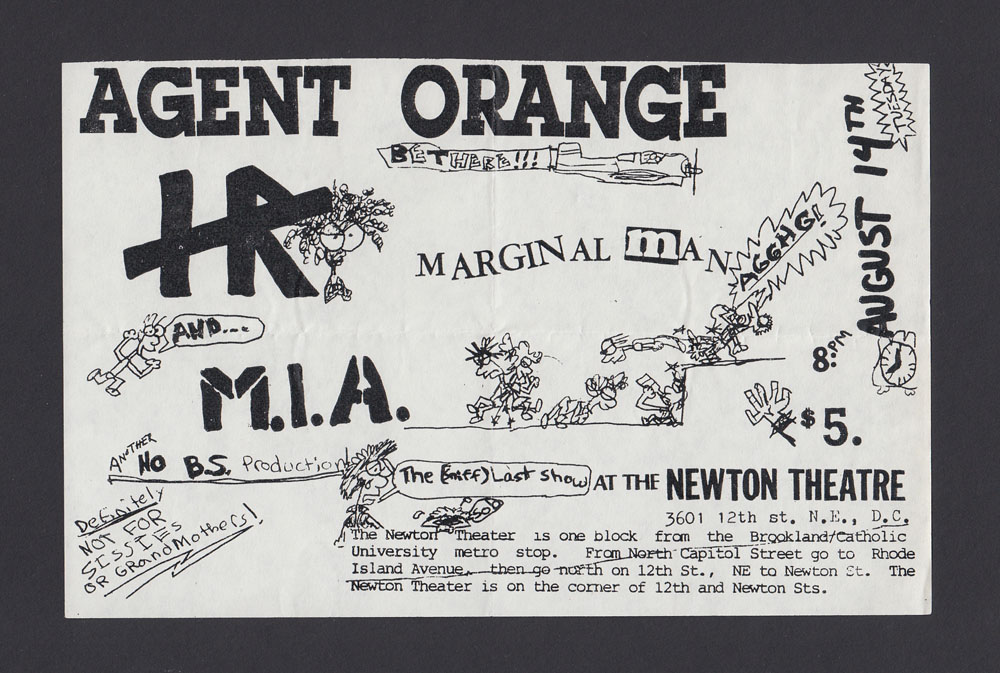 AGENT ORANGE
TUESDAY
AUGUST 14TH
BE THERE!!!
HR
MARGINAL MAN
AGGHG!
AND...
8:PM
M.I.A.
$5.
ANOTHER
NO B.S. Production
The (sniff) Last show
AT THE NEWTON THEATRE
SOB
3601 12th st. N.E., D.C.
Definitely
NOT FOR
SISSIES
OR GrandMothers!
The Newton Theater is one block from the Brookland/Catholic
University metro stop. From North Capitol Street go to Rhode
Island Avenue, then go north on 12th St., NE to Newton St. The
Newton Theater is on the corner of 12th and Newton Sts.